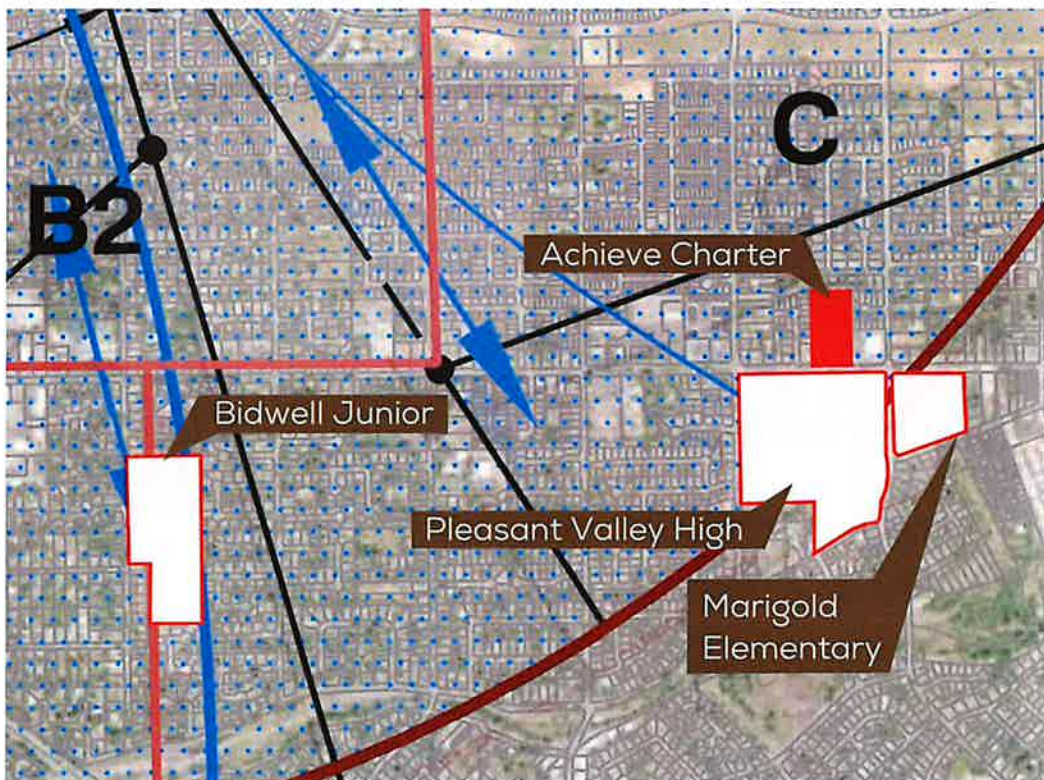 C
B2
Achieve Charter
Bidwell Junior
Pleasant Valley High
Marigold
Elementary